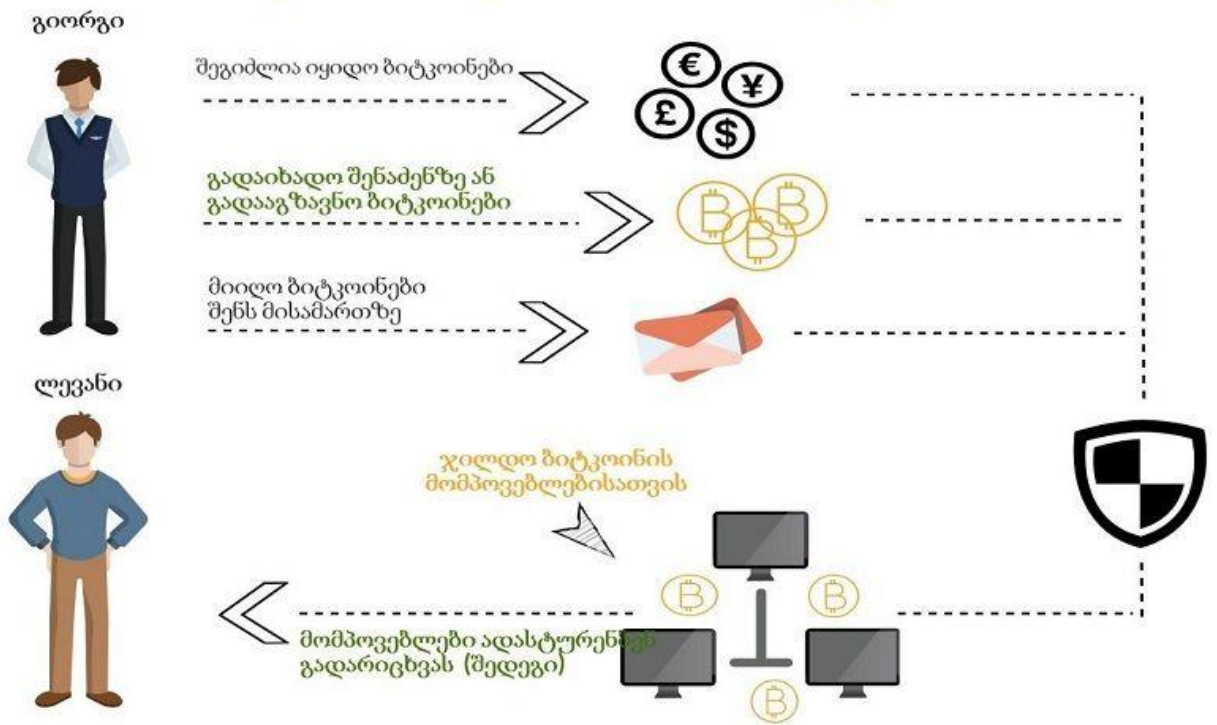 გიორგი
შეგიძლია იყიდო ბიტკოინები
€
¥
£
$
გადაიხადო შენაძენზე ან
გადააგზავნო ბიტკოინები
მიიღო ბიტკოინები
შენს მისამართზე
ლევანი
ჯილდო ბიტკოინის
მომპოვებლებისათვის
მომპოვებლები ადასტურებენ
გადარიცხვას (შედეგი)